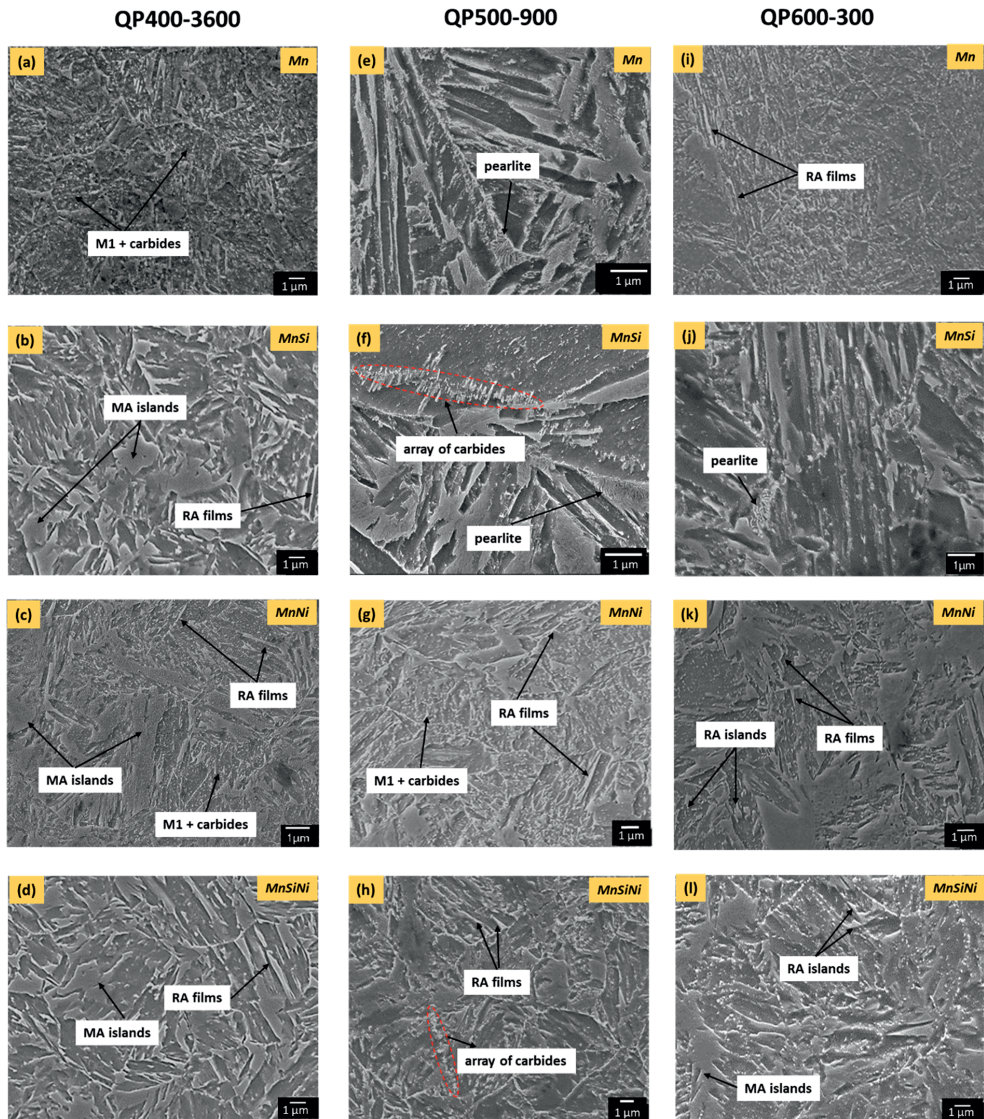 QP400-3600
QP500-900
QP600-300
(a)
Mn
M1 + carbides
1 μm
(e)
Mn
pearlite
1 μm
(i)
Mn
RA films
1 μm
(b)
MnSi
MA islands
RA films
1 μm
(f)
MnSi
array of carbides
pearlite
1 μm
(j)
MnSi
pearlite
1μm
(c)
MnNi
RA films
MA islands
M1 + carbides
1μm
(g)
MnNi
RA films
M1 + carbides
1 μm
(k)
MnNi
RA islands
RA films
1μm
(d)
MnSiNi
RA films
MA islands
1 μm
(h)
MnSiNi
RA films
array of carbides
1 μm
(l)
MnSiNi
RA islands
MA islands
1μm